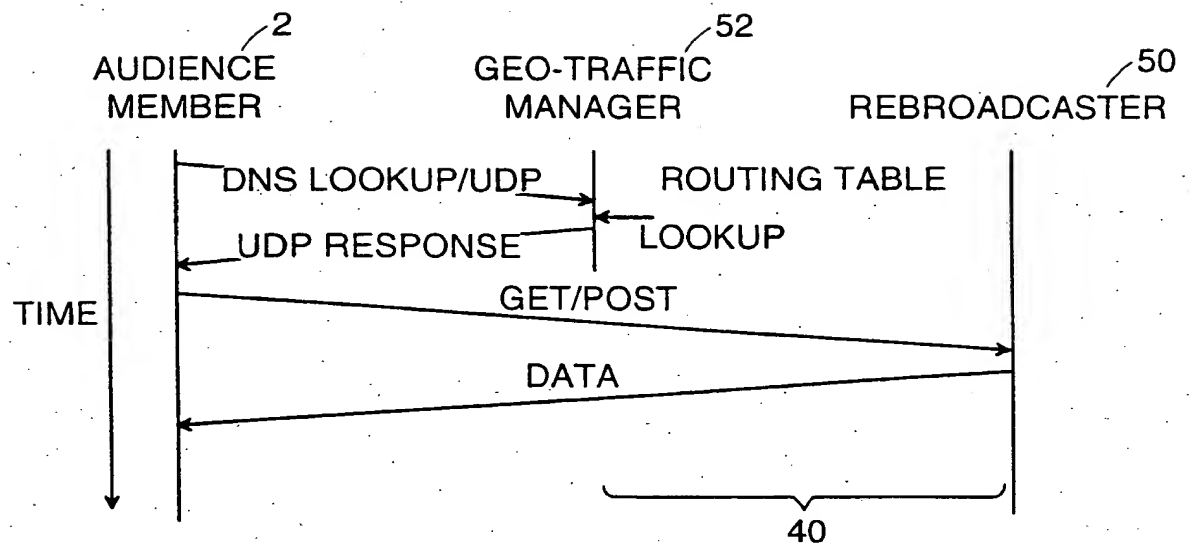 2
AUDIENCE
MEMBER
52
GEO-TRAFFIC
MANAGER
50
REBROADCASTER
DNS LOOKUP/UDP
ROUTING TABLE
LOOKUP
UDP RESPONSE
GET/POST
TIME
DATA
40